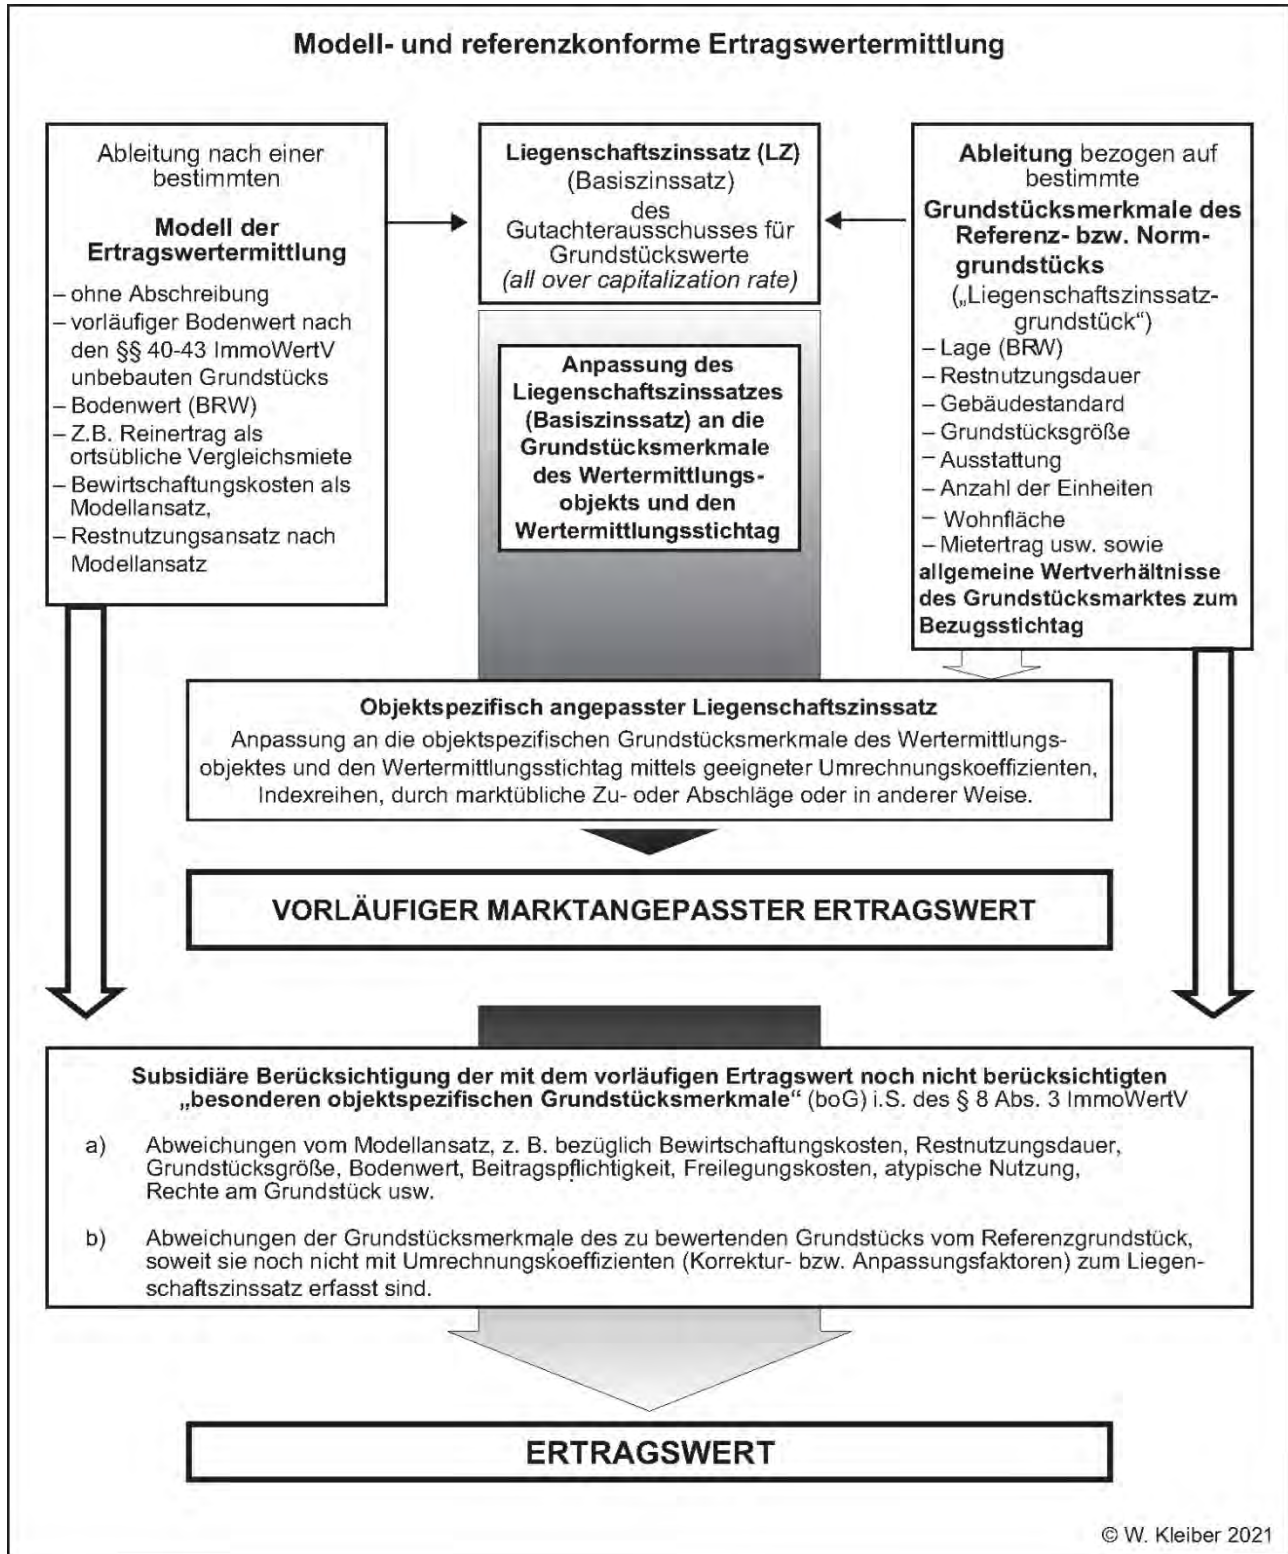 Modell- und referenzkonforme Ertragswertermittlung
Ableitung nach einer
bestimmten
Modell der
Ertragswertermittlung
– ohne Abschreibung
– vorläufiger Bodenwert nach
den §§ 40-43 ImmoWertV
unbebauten Grundstücks
– Bodenwert (BRW)
– Z.B. Reinertrag als
ortsübliche Vergleichsmiete
– Bewirtschaftungskosten als
Modellansatz,
– Restnutzungsansatz nach
Modellansatz
Liegenschaftszinssatz (LZ)
(Basiszinssatz)
des
Gutachterausschusses für
Grundstückswerte
(all over capitalization rate)
Anpassung des
Liegenschaftszinssatzes
(Basiszinssatz) an die
Grundstücksmerkmale
des Wertermittlungs-
objekts und den
Wertermittlungsstichtag
Ableitung bezogen auf
bestimmte
Grundstücksmerkmale des
Referenz- bzw. Norm-
grundstücks
(„Liegenschaftszinssatz-
grundstück“)
– Lage (BRW)
– Restnutzungsdauer
– Gebäudestandard
– Grundstücksgröße
– Ausstattung
– Anzahl der Einheiten
– Wohnfläche
– Mietertrag usw. sowie
allgemeine Wertverhältnisse
des Grundstücksmarktes zum
Bezugsstichtag
Objektspezifisch angepasster Liegenschaftszinssatz
Anpassung an die objektspezifischen Grundstücksmerkmale des Wertermittlungs-
objektes und den Wertermittlungsstichtag mittels geeigneter Umrechnungskoeffizienten,
Indexreihen, durch marktübliche Zu- oder Abschläge oder in anderer Weise.
VORLÄUFIGER MARKTANGEPASSTER ERTRAGSWERT
Subsidiäre Berücksichtigung der mit dem vorläufigen Ertragswert noch nicht berücksichtigten
„besonderen objektspezifischen Grundstücksmerkmale“ (boG) i.S. des § 8 Abs. 3 ImmoWertV
a) Abweichungen vom Modellansatz, z. B. bezüglich Bewirtschaftungskosten, Restnutzungsdauer,
Grundstücksgröße, Bodenwert, Beitragspflichtigkeit, Freilegungskosten, atypische Nutzung,
Rechte am Grundstück usw.
b) Abweichungen der Grundstücksmerkmale des zu bewertenden Grundstücks vom Referenzgrundstück,
soweit sie noch nicht mit Umrechnungskoeffizienten (Korrektur- bzw. Anpassungsfaktoren) zum Liegen-
schaftszinssatz erfasst sind.
ERTRAGSWERT
© W. Kleiber 2021